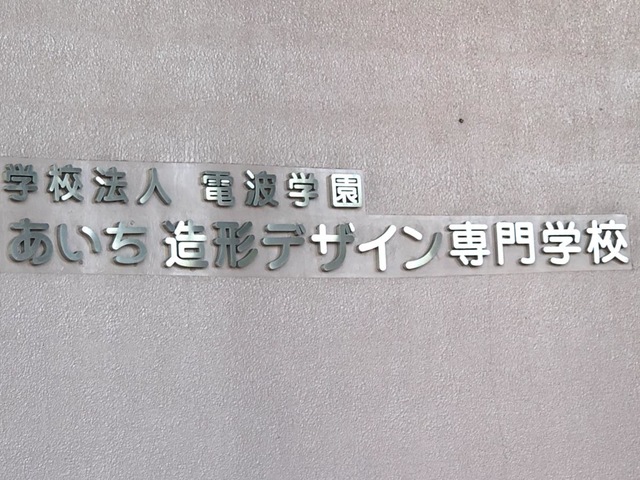 学校法人 電波学園
あいち造形デザイン専門学校